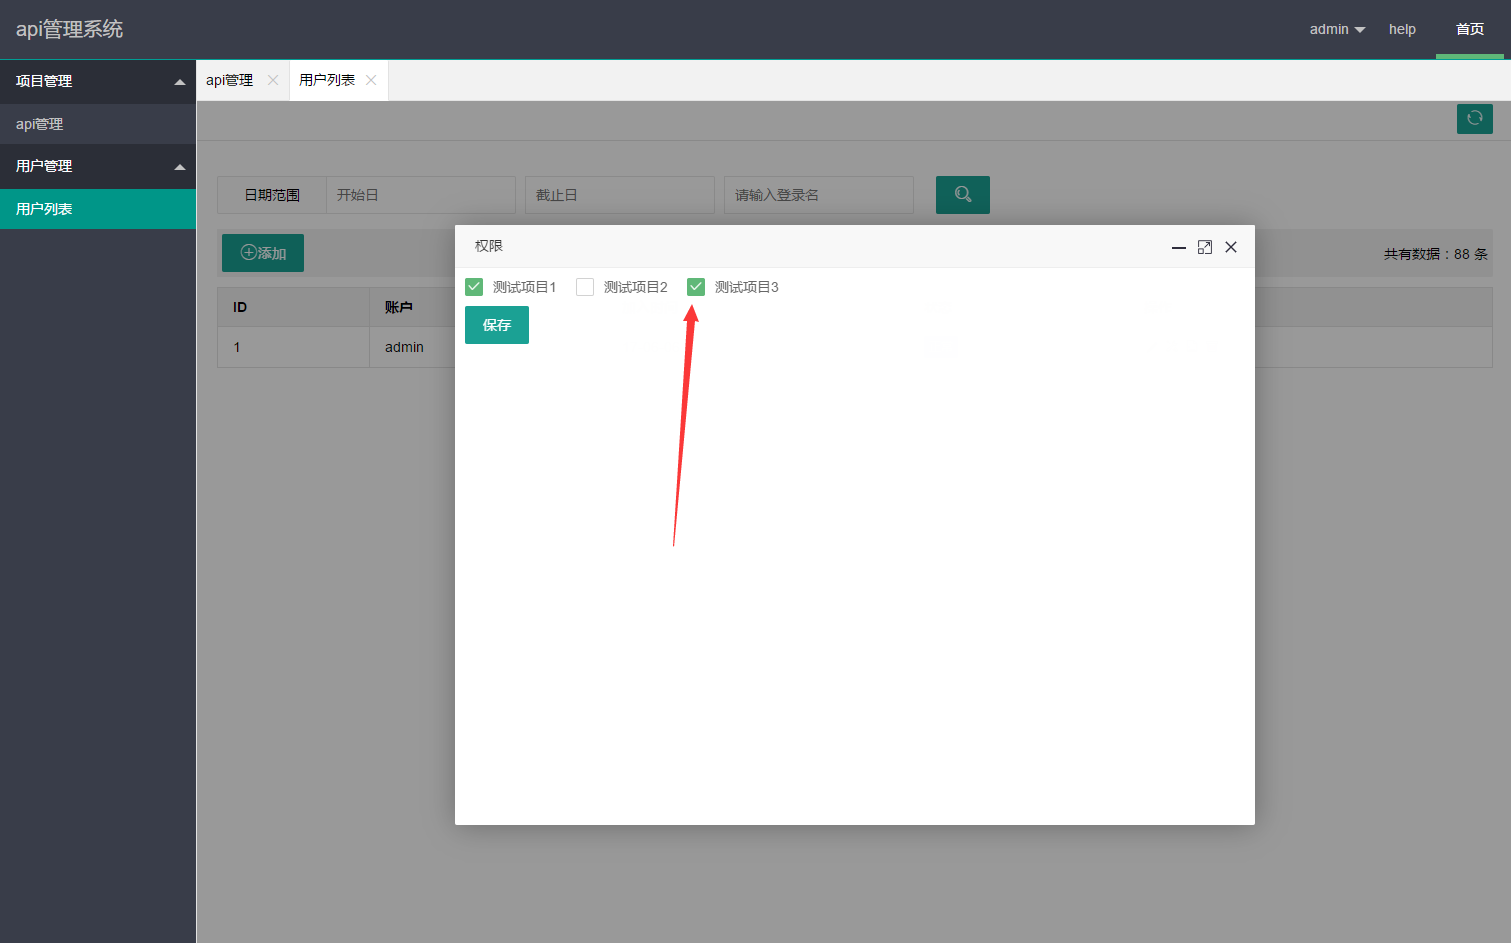 api管理系统
admin
help
首页
项目管理
api管理
用户管理
用户列表
api管理
用户列表
日期范围
开始日
截止日
请输入登录名
添加
共有数据：88 条
ID
账户
1
admin
权限
测试项目1
测试项目2
测试项目3
保存